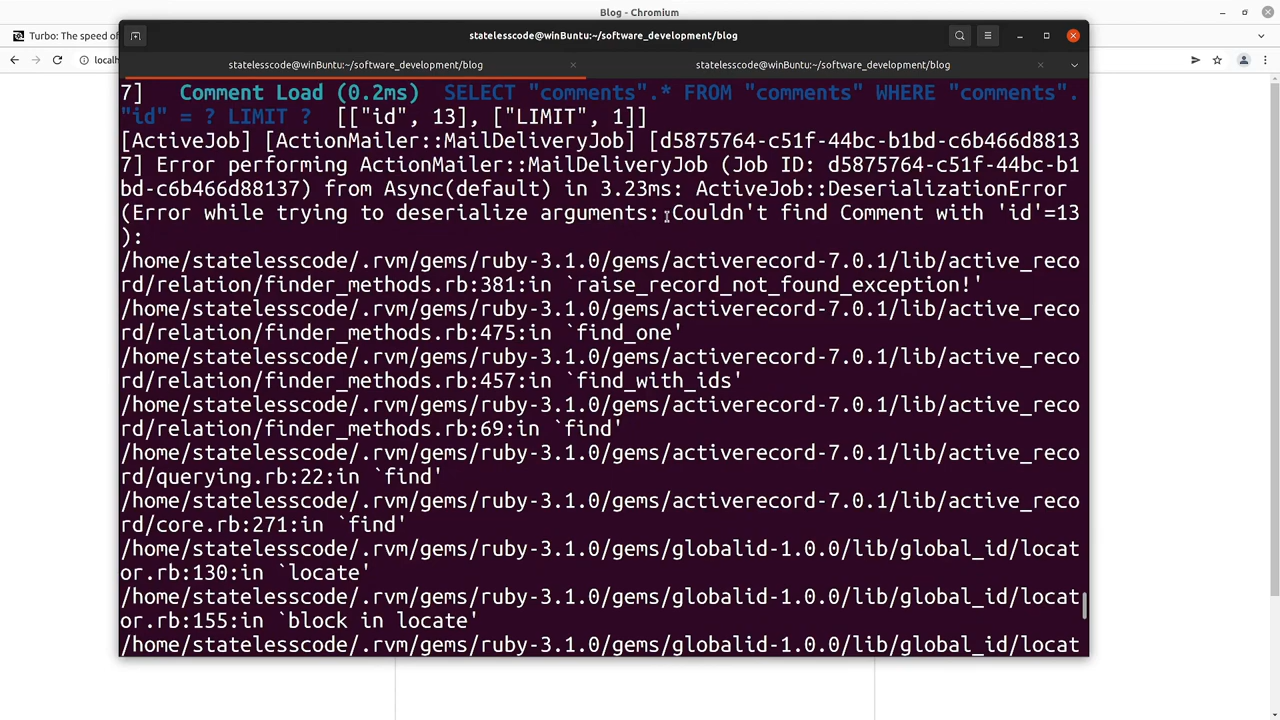 Blog - Chromium
Turbo: The speed of
localh
statelesscode@winBuntu:~/software_development/blog
statelesscode@winBuntu:~/software_development/blog
statelesscode@winBuntu:~/software_development/blog
7]   Comment Load (0.2ms)  SELECT "comments".* FROM "comments" WHERE "comments".
"id" = ? LIMIT ?  [["id", 13], ["LIMIT", 1]]
[ActiveJob] [ActionMailer::MailDeliveryJob] [d5875764-c51f-44bc-b1bd-c6b466d8813
7] Error performing ActionMailer::MailDeliveryJob (Job ID: d5875764-c51f-44bc-b1
bd-c6b466d88137) from Async(default) in 3.23ms: ActiveJob::DeserializationError
(Error while trying to deserialize arguments: Couldn't find Comment with 'id'=13
):
/home/statelesscode/.rvm/gems/ruby-3.1.0/gems/activerecord-7.0.1/lib/active_reco
rd/relation/finder_methods.rb:381:in `raise_record_not_found_exception!'
/home/statelesscode/.rvm/gems/ruby-3.1.0/gems/activerecord-7.0.1/lib/active_reco
rd/relation/finder_methods.rb:475:in `find_one'
/home/statelesscode/.rvm/gems/ruby-3.1.0/gems/activerecord-7.0.1/lib/active_reco
rd/relation/finder_methods.rb:457:in `find_with_ids'
/home/statelesscode/.rvm/gems/ruby-3.1.0/gems/activerecord-7.0.1/lib/active_reco
rd/relation/finder_methods.rb:69:in `find'
/home/statelesscode/.rvm/gems/ruby-3.1.0/gems/activerecord-7.0.1/lib/active_reco
rd/querying.rb:22:in `find'
/home/statelesscode/.rvm/gems/ruby-3.1.0/gems/activerecord-7.0.1/lib/active_reco
rd/core.rb:271:in `find'
/home/statelesscode/.rvm/gems/ruby-3.1.0/gems/globalid-1.0.0/lib/global_id/locat
or.rb:130:in `locate'
/home/statelesscode/.rvm/gems/ruby-3.1.0/gems/globalid-1.0.0/lib/global_id/locat
or.rb:155:in `block in locate'
/home/statelesscode/.rvm/gems/ruby-3.1.0/gems/globalid-1.0.0/lib/global_id/locat